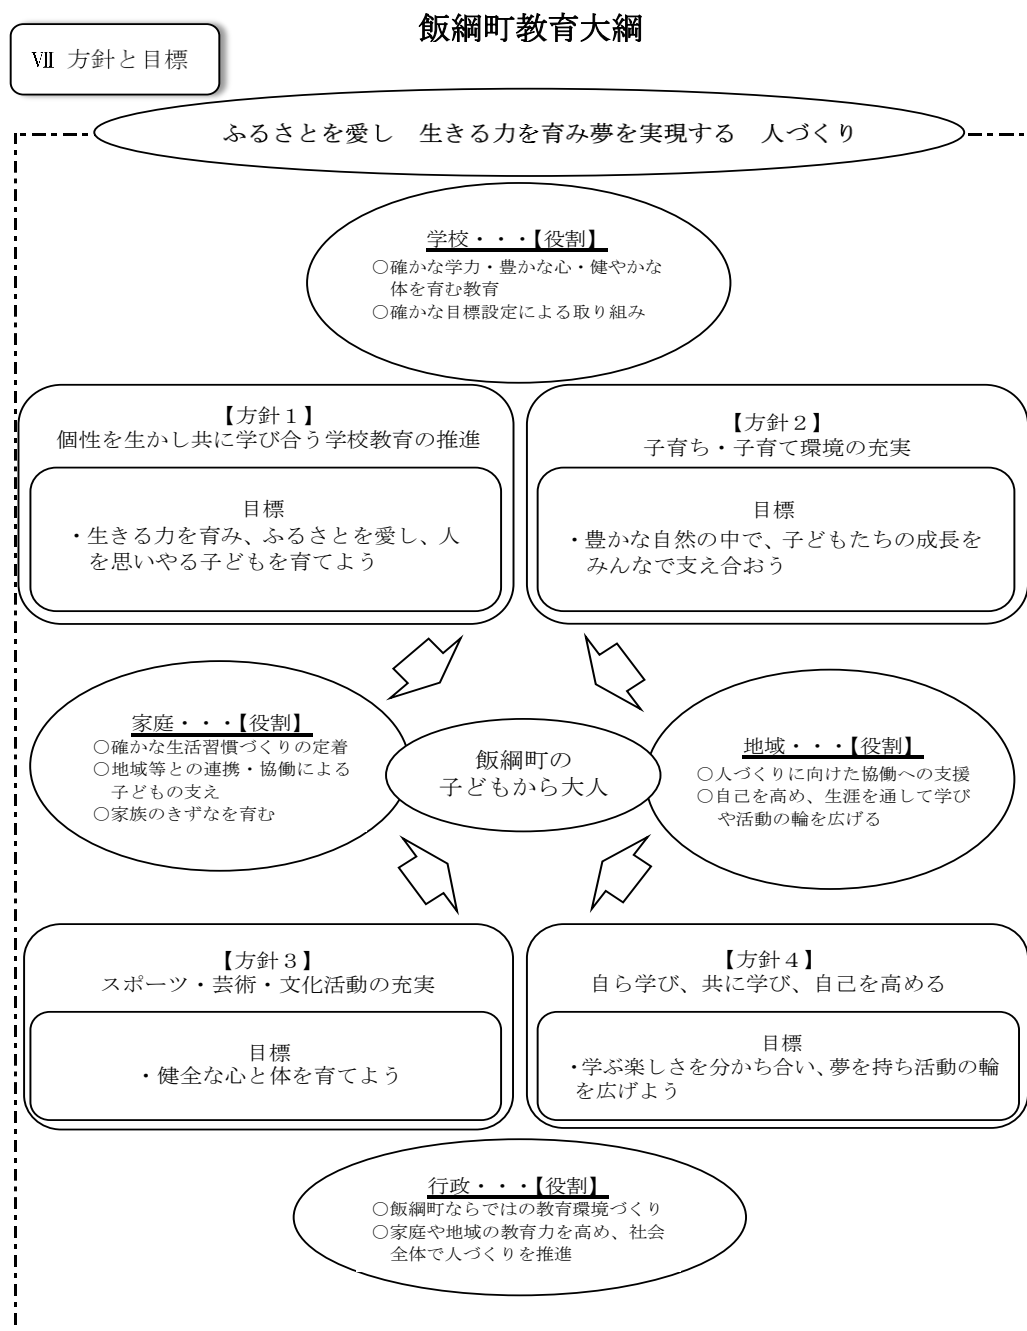 飯綱町教育大綱
Ⅶ 方針と目標
ふるさとを愛し 生きる力を育み夢を実現する 人づくり
学校・・・【役割】
○確かな学力・豊かな心・健やかな
体を育む教育
○確かな目標設定による取り組み
【方針１】
個性を生かし共に学び合う学校教育の推進
目標
・生きる力を育み、ふるさとを愛し、人
を思いやる子どもを育てよう
【方針２】
子育ち・子育て環境の充実
目標
・豊かな自然の中で、子どもたちの成長を
みんなで支え合おう
家庭・・・【役割】
○確かな生活習慣づくりの定着
○地域等との連携・協働による
子どもの支え
○家族のきずなを育む
飯綱町の
子どもから大人
地域・・・【役割】
○人づくりに向けた協働への支援
○自己を高め、生涯を通して学び
や活動の輪を広げる
【方針３】
スポーツ・芸術・文化活動の充実
目標
・健全な心と体を育てよう
【方針４】
自ら学び、共に学び、自己を高める
目標
・学ぶ楽しさを分かち合い、夢を持ち活動の輪
を広げよう
行政・・・【役割】
○飯綱町ならではの教育環境づくり
○家庭や地域の教育力を高め、社会
全体で人づくりを推進